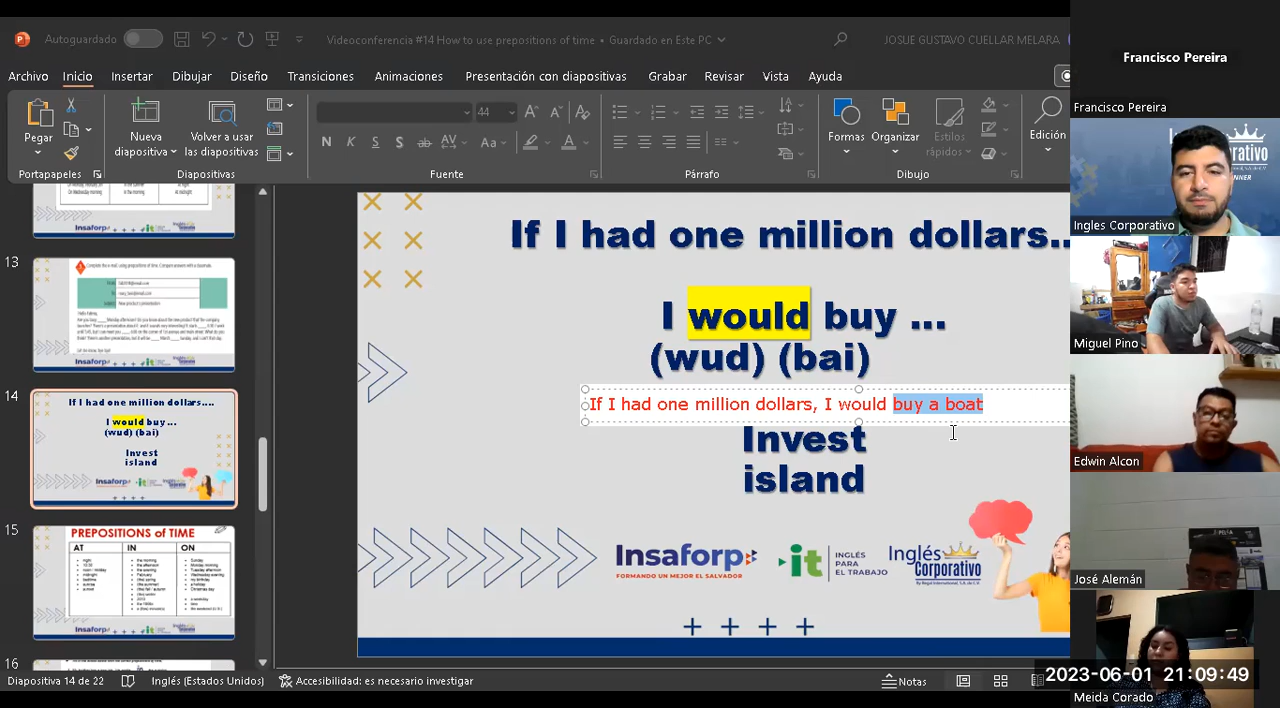 Autoguardado
Videoconferencia #14 How to use prepositions of time • Guardado en Este PC
JOSUE GUSTAVO CUELLAR MELARA
Archivo Inicio Insertar Dibujar Diseño Transiciones Animaciones Presentación con diapositivas Grabar Revisar Vista Ayuda
44
Pegar
Nueva diapositiva
Volver a usar las diapositivas
N K S S ab AV Aa A
Formas
Organizar
Estilos rápidos
Edición
Portapapeles
Diapositivas
Fuente
Párrafo
Dibujo
13
14
If I had one million dollars....
I would buy ...
(wud) (bai)
Invest
island
15
PREPOSITIONS of TIME
AT IN ON
16
If I had one million dollars..
I would buy ...
(wud) (bai)
If I had one million dollars, I would buy a boat
Invest
island
Insaforp
FORMANDO UN MEJOR EL SALVADOR
it
INGLÉS
PARA
EL TRABAJO
Inglés
Corporativo
By Regal International, S.A. de C.V.
Diapositiva 14 de 22
Inglés (Estados Unidos)
Accesibilidad: es necesario investigar
Notas
Francisco Pereira
Francisco Pereira
Ingles Corporativo
Miguel Pino
Edwin Alcon
José Alemán
2023-06-01 21:09:49
Meida Corado